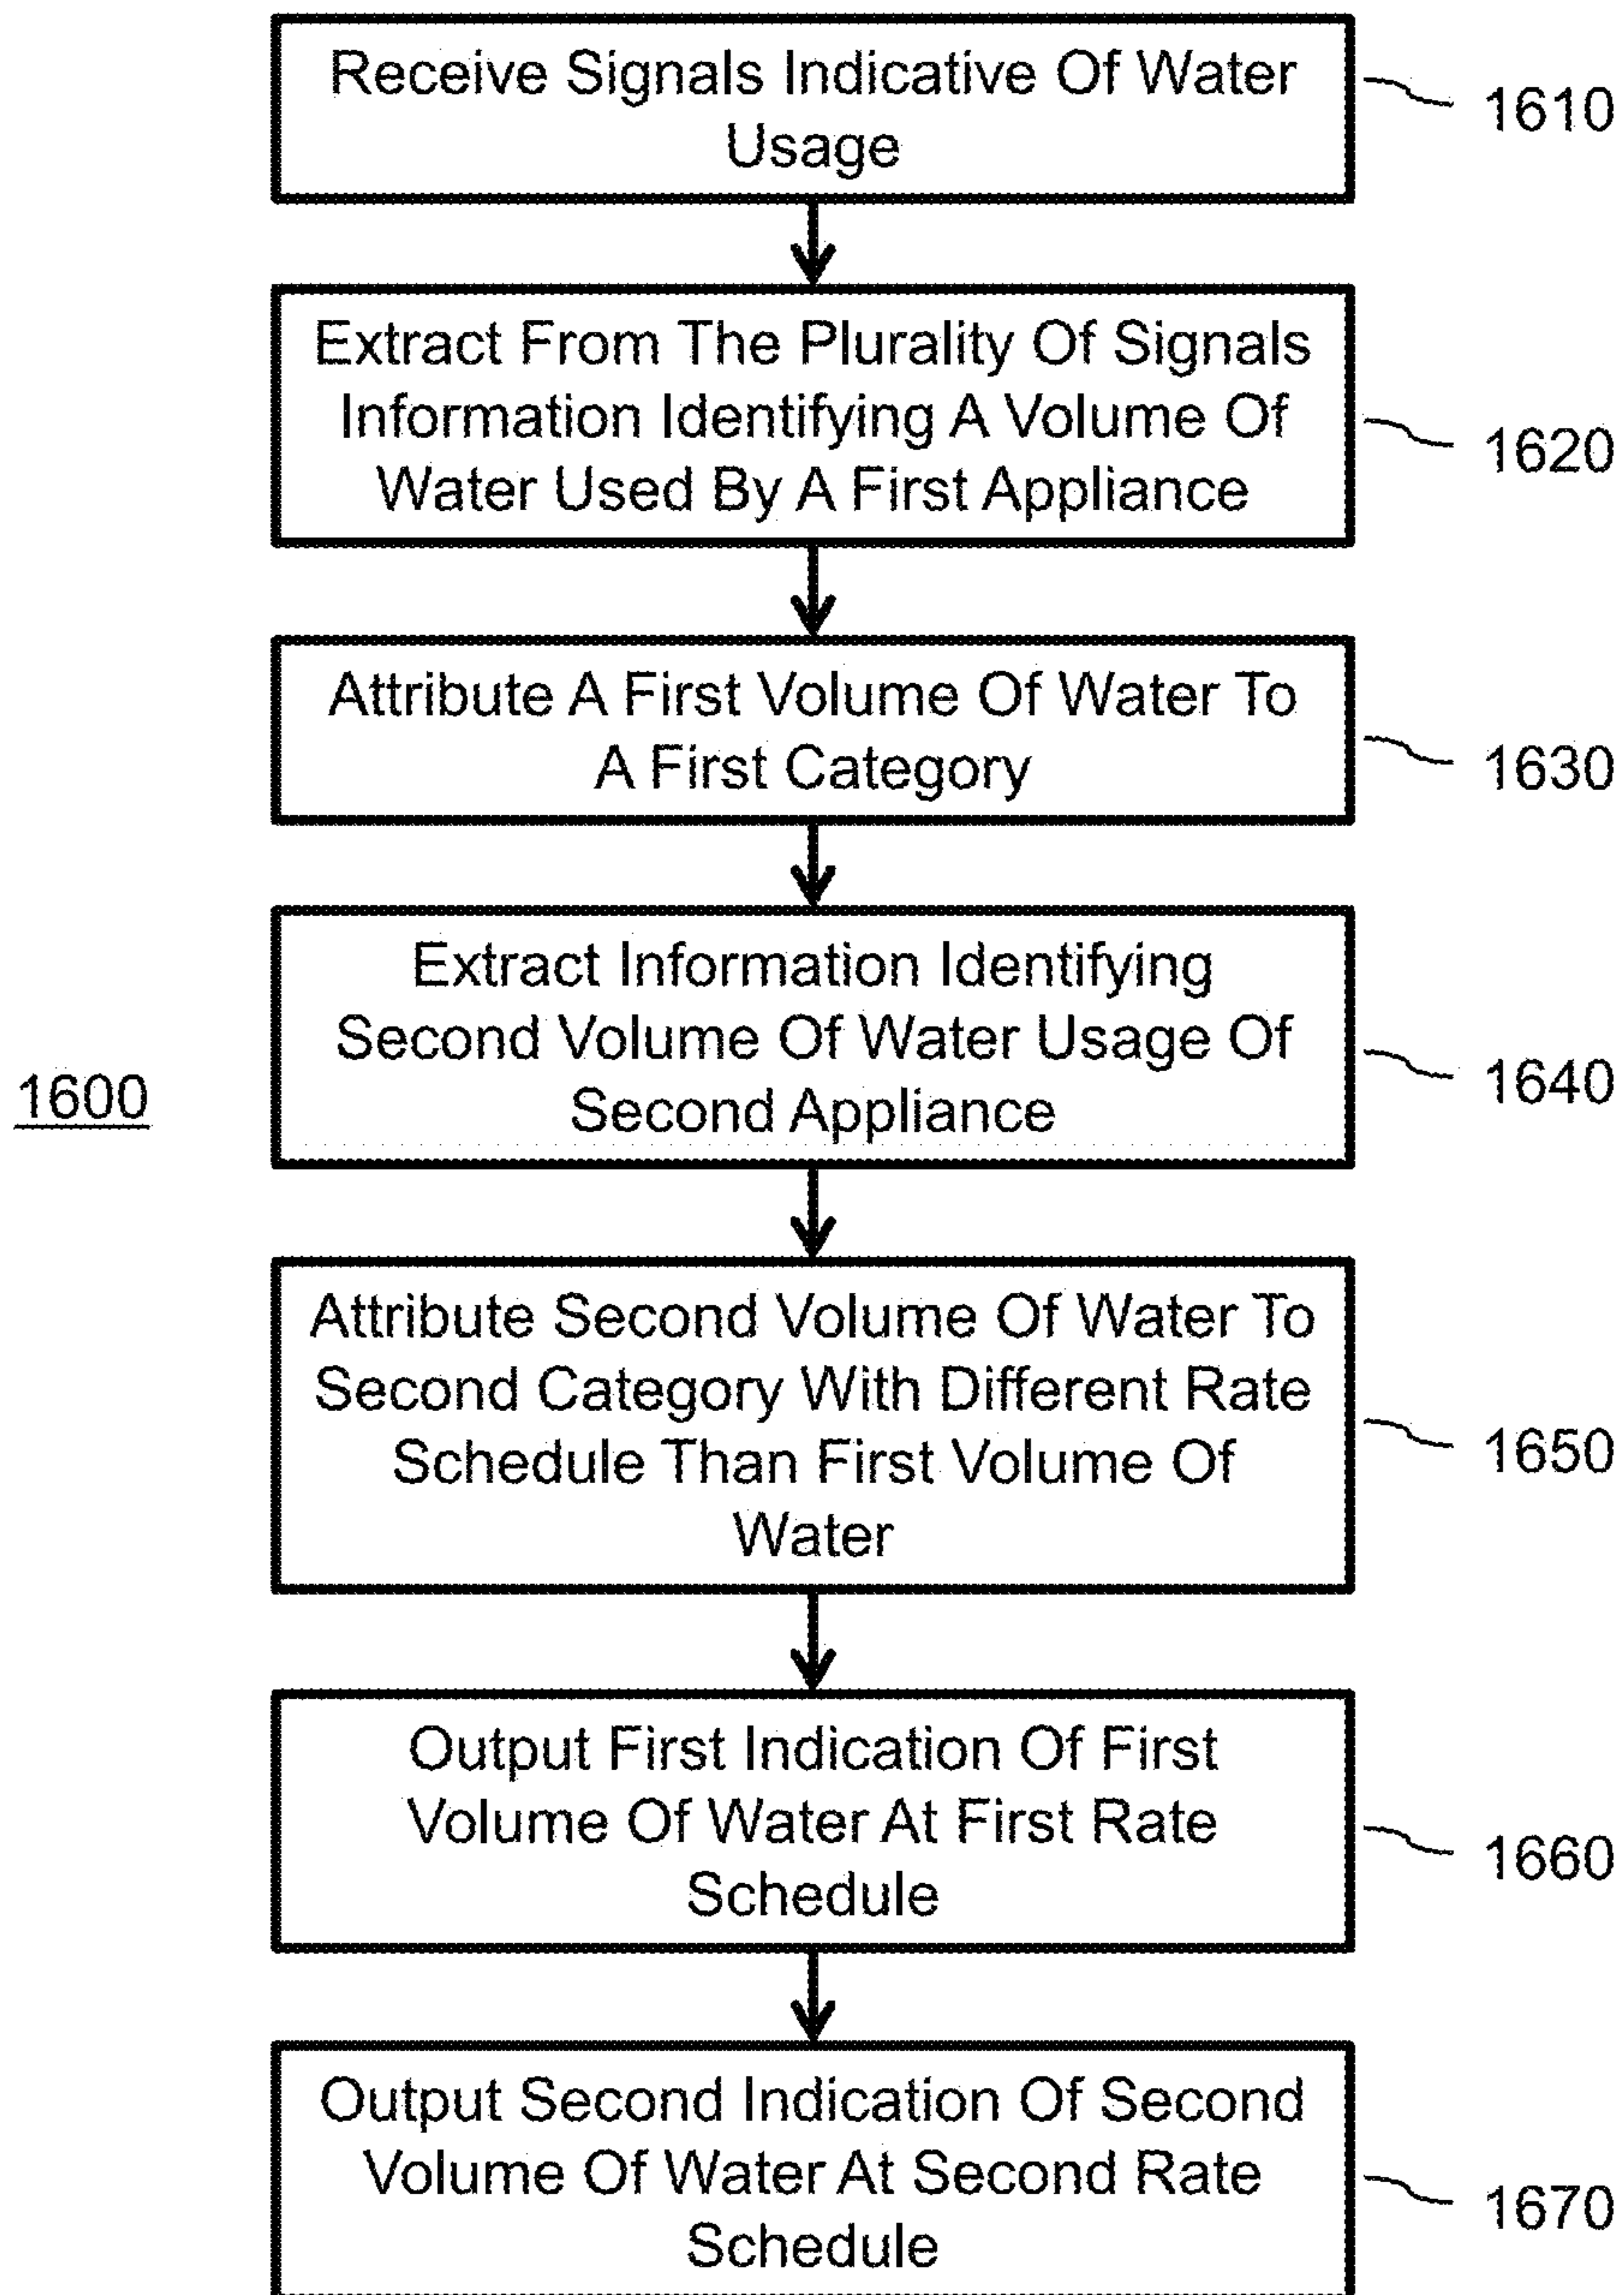 Receive Signals Indicative Of Water
Usage
1610
Extract From The Plurality Of Signals
Information Identifying A Volume Of
Water Used By A First Appliance
1620
Attribute A First Volume Of Water To
A First Category
1630
Extract Information Identifying
Second Volume Of Water Usage Of
Second Appliance
1640
1600
Attribute Second Volume Of Water To
Second Category With Different Rate
Schedule Than First Volume Of
Water
1650
Output First Indication Of First
Volume Of Water At First Rate
Schedule
1660
Output Second Indication Of Second
Volume Of Water At Second Rate
Schedule
1670